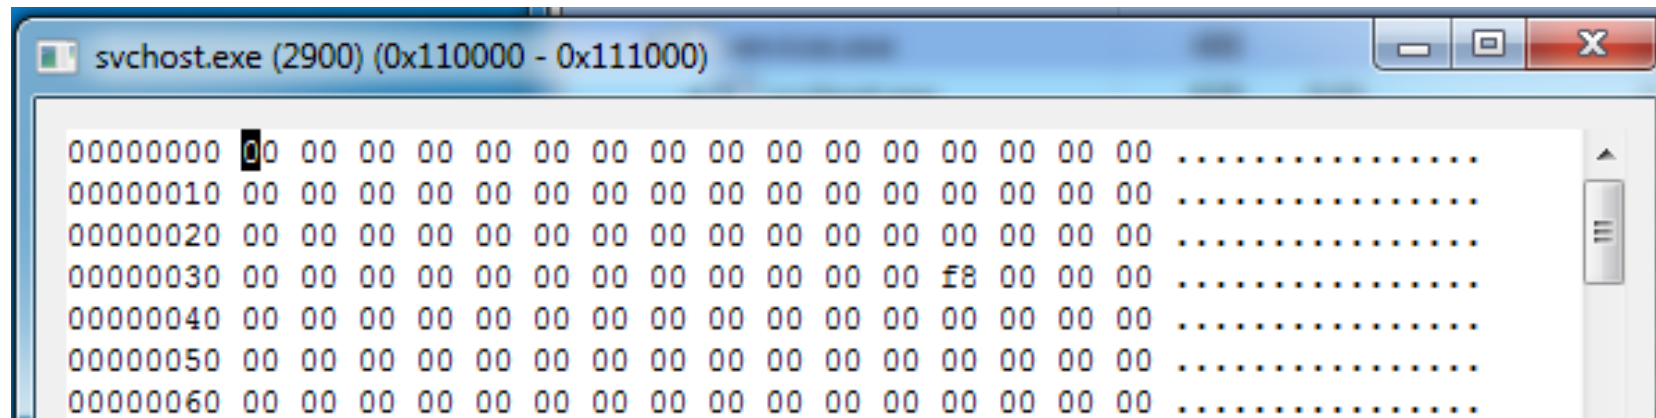 svchost.exe (2900) (0x110000 - 0x111000)
00000000 00 00 00 00 00 00 00 00 00 00 00 00 00 00 00 00 ................
00000010 00 00 00 00 00 00 00 00 00 00 00 00 00 00 00 00 ................
00000020 00 00 00 00 00 00 00 00 00 00 00 00 00 00 00 00 ................
00000030 00 00 00 00 00 00 00 00 00 00 00 00 f8 00 00 00 ................
00000040 00 00 00 00 00 00 00 00 00 00 00 00 00 00 00 00 ................
00000050 00 00 00 00 00 00 00 00 00 00 00 00 00 00 00 00 ................
00000060 00 00 00 00 00 00 00 00 00 00 00 00 00 00 00 00 ................